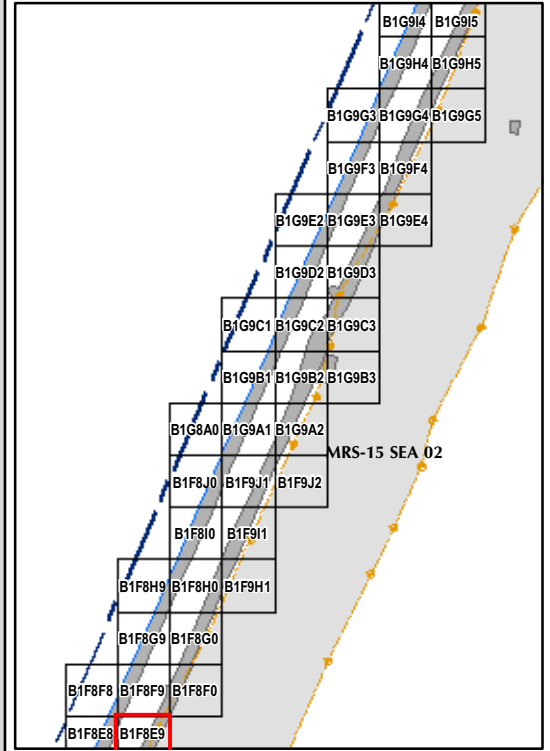 B1G9I4 B1G9I5
B1G9H4 B1G9H5
B1G9G3 B1G9G4 B1G9G5
B1G9F3 B1G9F4
B1G9E2 B1G9E3 B1G9E4
B1G9D2 B1G9D3
B1G9C1 B1G9C2 B1G9C3
B1G9B1 B1G9B2 B1G9B3
B1G8A0 B1G9A1 B1G9A2
MRS-15 SEA 02
B1F8J0 B1F9J1 B1F9J2
B1F8I0 B1F9I1
B1F8H9 B1F8H0 B1F9H1
B1F8G9 B1F8G0
B1F8F8 B1F8F9 B1F8F0
B1F8E8 B1F8E9